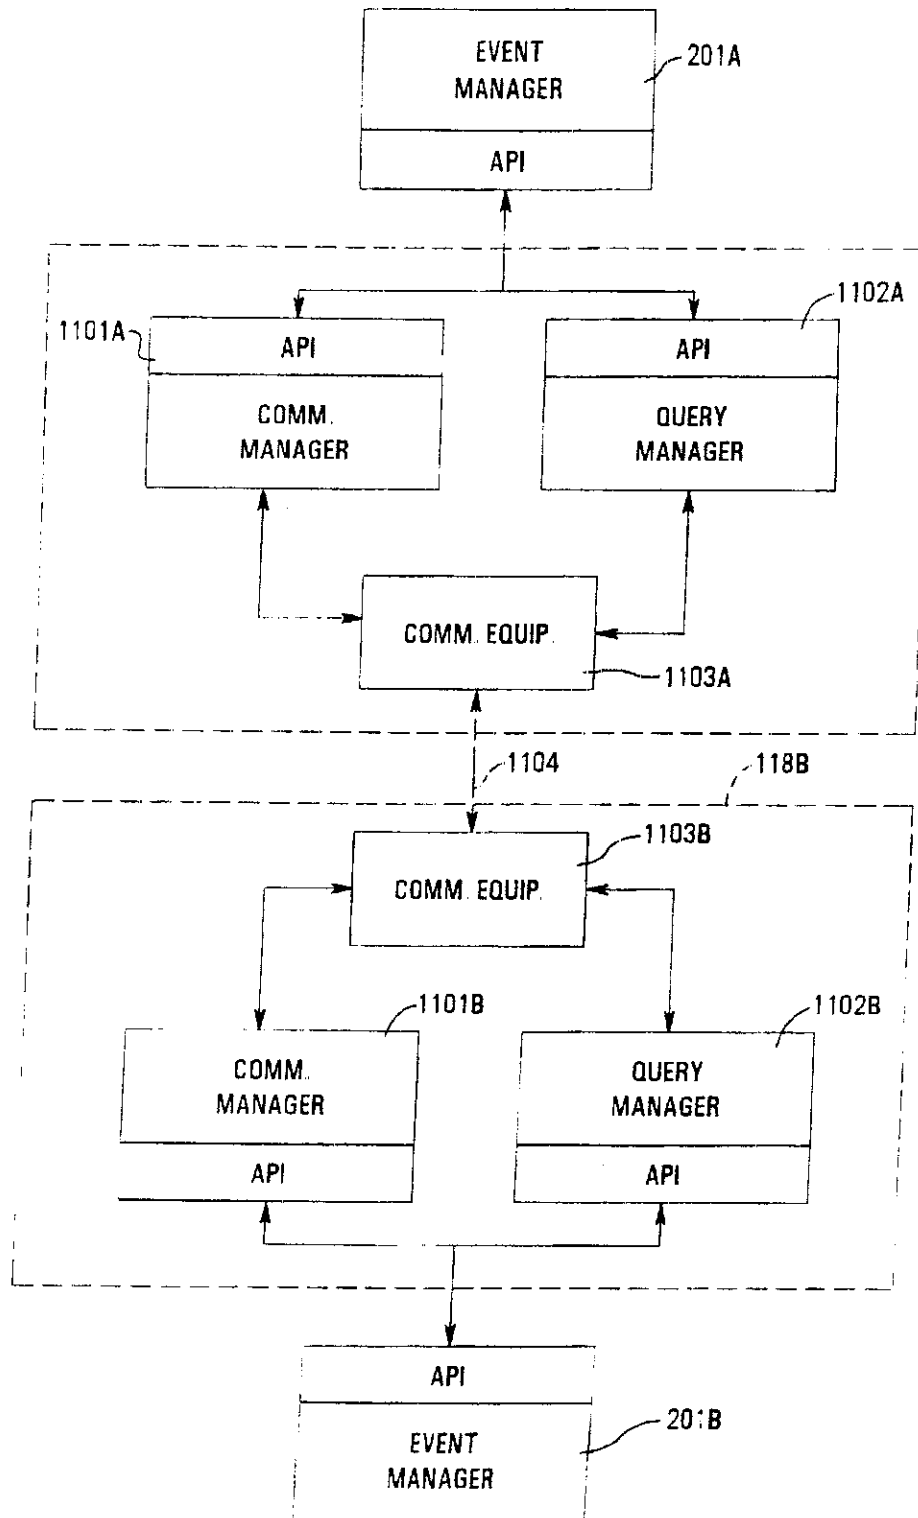 EVENT
MANAGER
201A
API
1102A
1101A
API
API
COMM.
MANAGER
QUERY
MANAGER
COMM. EQUIP.
1103A
1104
118B
1103B
COMM. EQUIP.
1101B
1102B
COMM.
MANAGER
QUERY
MANAGER
API
API
API
201B
EVENT
MANAGER